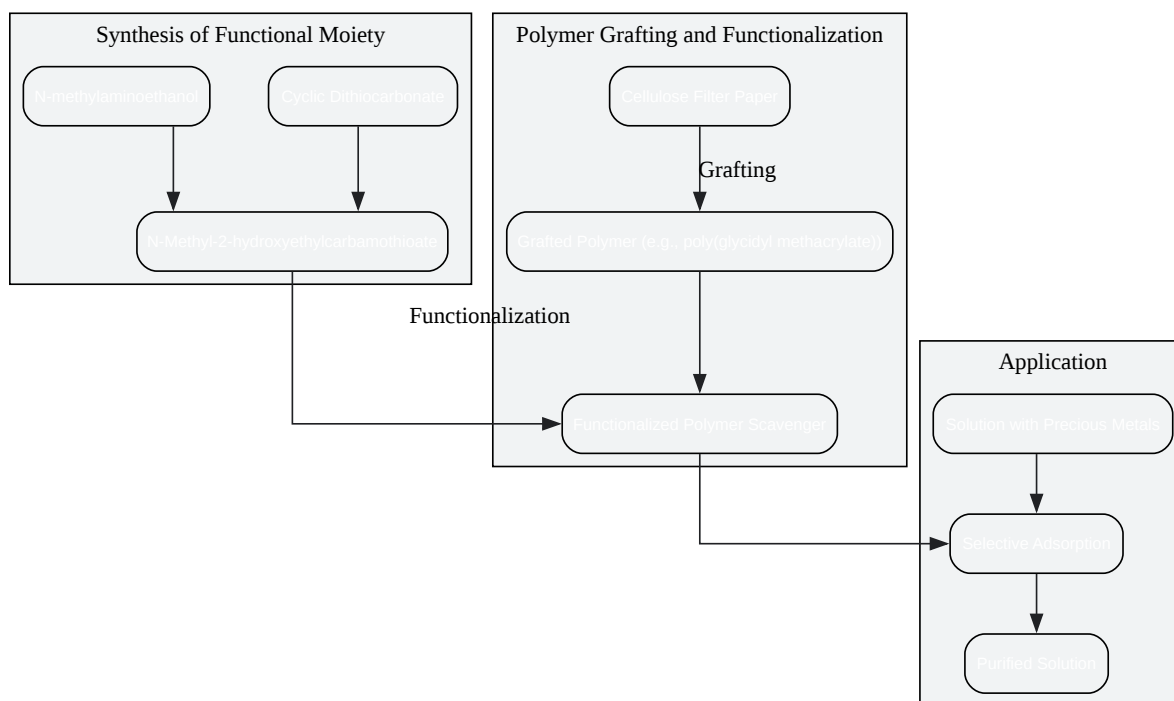 Synthesis of Functional Moiety
N-methylaminoethanol
Cyclic Dithiocarbonate
N-Methyl-2-hydroxyethylcarbamothioate
Functionalization
Polymer Grafting and Functionalization
Cellulose Filter Paper
Grafting
Grafted Polymer (e.g., poly(glycidyl methacrylate))
Functionalized Polymer Scavenger
Application
Solution with Precious Metals
Selective Adsorption
Purified Solution